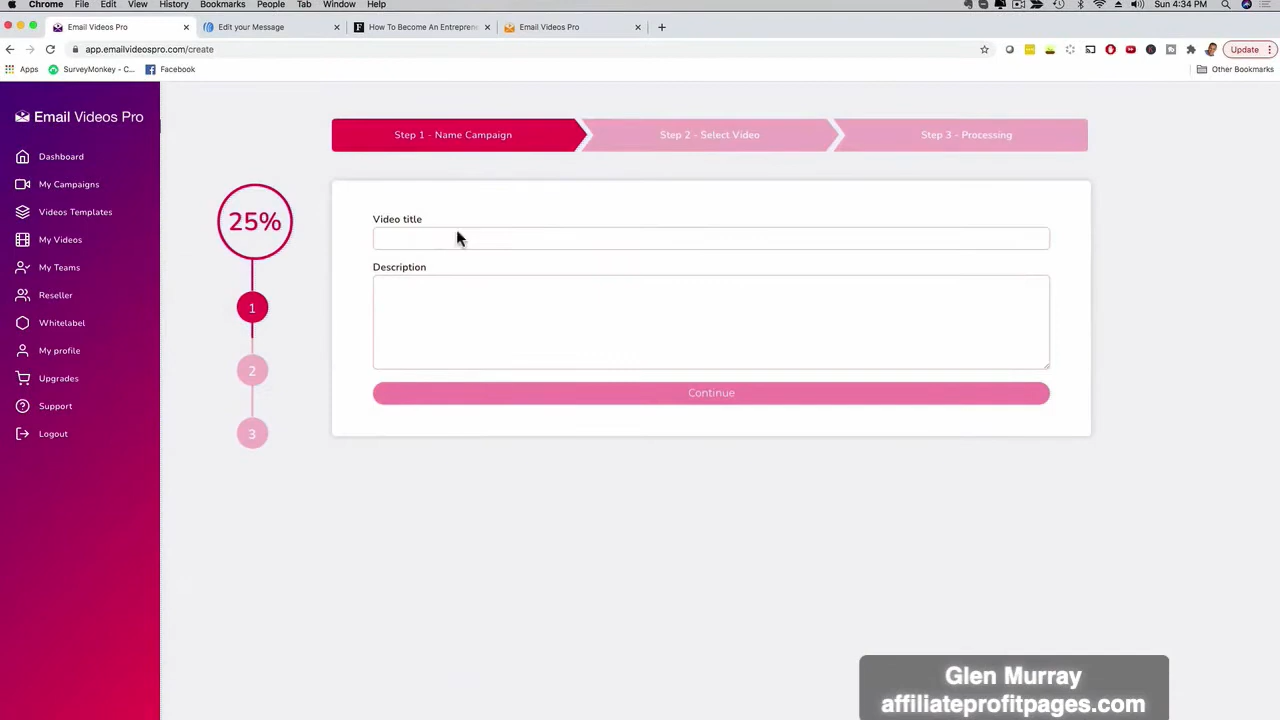 Chrome File Edit View History Bookmarks People Tab Window Help Sun 4:34 PM
Email Videos Pro Edit your Message How To Become An Entreprene Email Videos Pro
app.emailvideospro.com/create Update
Apps SurveyMonkey - C... Facebook Other Bookmarks
Email Videos Pro
Dashboard
My Campaigns
Videos Templates
My Videos
My Teams
Reseller
Whitelabel
My profile
Upgrades
Support
Logout
Step 1 - Name Campaign Step 2 - Select Video Step 3 - Processing
25%
1
2
3
Video title
Description
Continue
Glen Murray
affiliateprofitpages.com